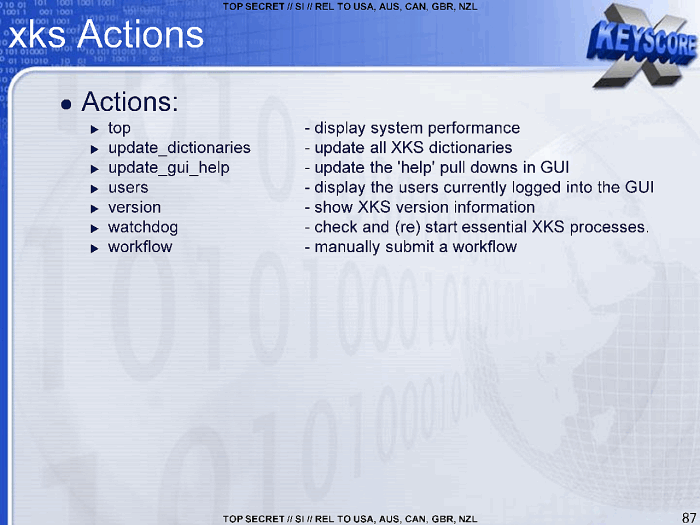 TOP SECRET // SI // REL TO USA, AUS, CAN, GBR, NZL
xks Actions
X KEYSCORE
● Actions:
► top - display system performance
► update_dictionaries - update all XKS dictionaries
► update_gui_help - update the 'help' pull downs in GUI
► users - display the users currently logged into the GUI
► version - show XKS version information
► watchdog - check and (re) start essential XKS processes.
► workflow - manually submit a workflow
TOP SECRET // SI // REL TO USA, AUS, CAN, GBR, NZL
87